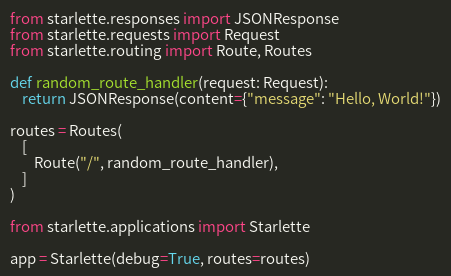 from starlette.responses import JSONResponse
from starlette.requests import Request
from starlette.routing import Route, Routes

def random_route_handler(request: Request):
    return JSONResponse(content={"message": "Hello, World!"})

routes = Routes(
    [
        Route("/", random_route_handler),
    ]
)

from starlette.applications import Starlette

app = Starlette(debug=True, routes=routes)